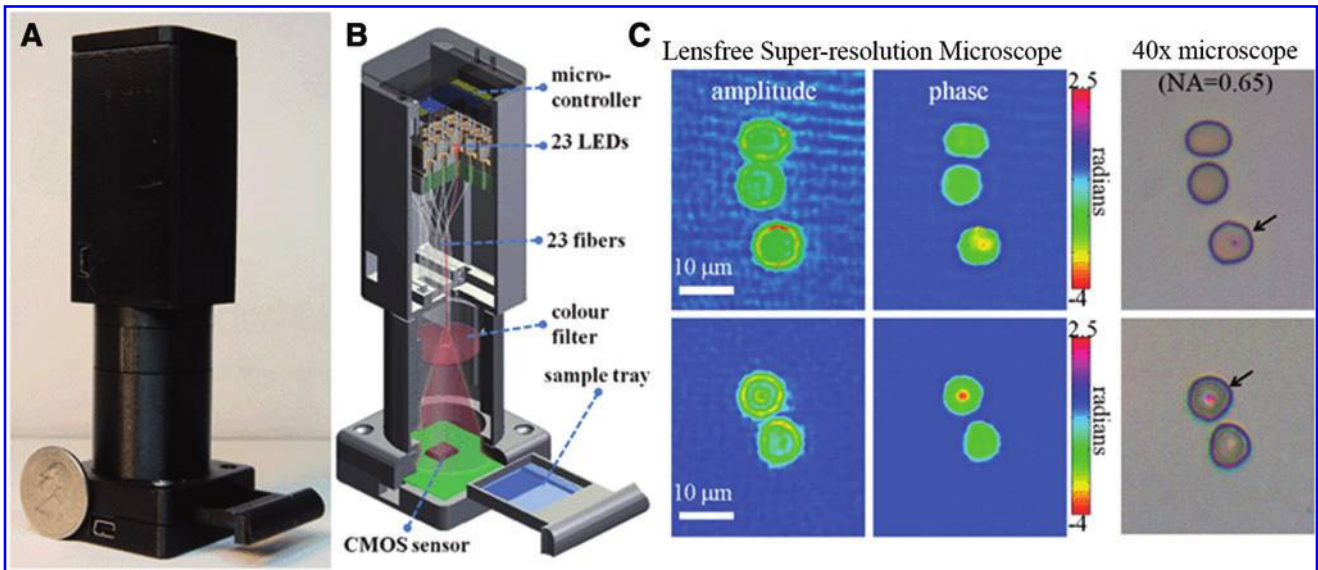 A
B
micro-
controller
23 LEDs
23 fibers
colour
filter
sample tray
CMOS sensor
C
Lensfree Super-resolution Microscope
40x microscope
(NA=0.65)
amplitude
phase
2.5
radians
-4
10 μm
2.5
radians
-4
10 μm